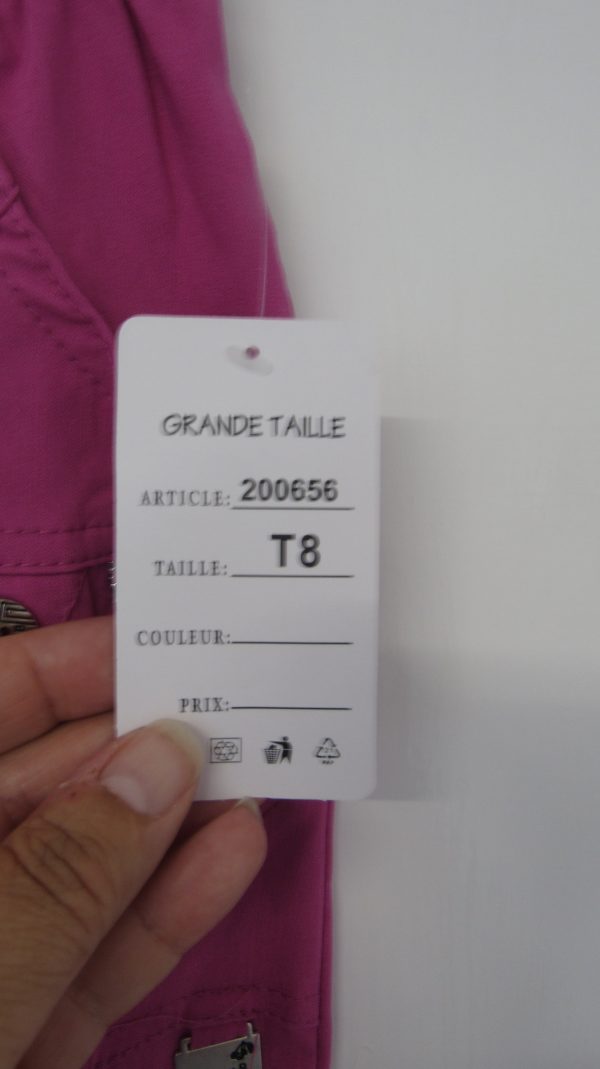 GRANDE TAILLE
ARTICLE: 200656
TAILLE: T8
COULEUR:
PRIX: